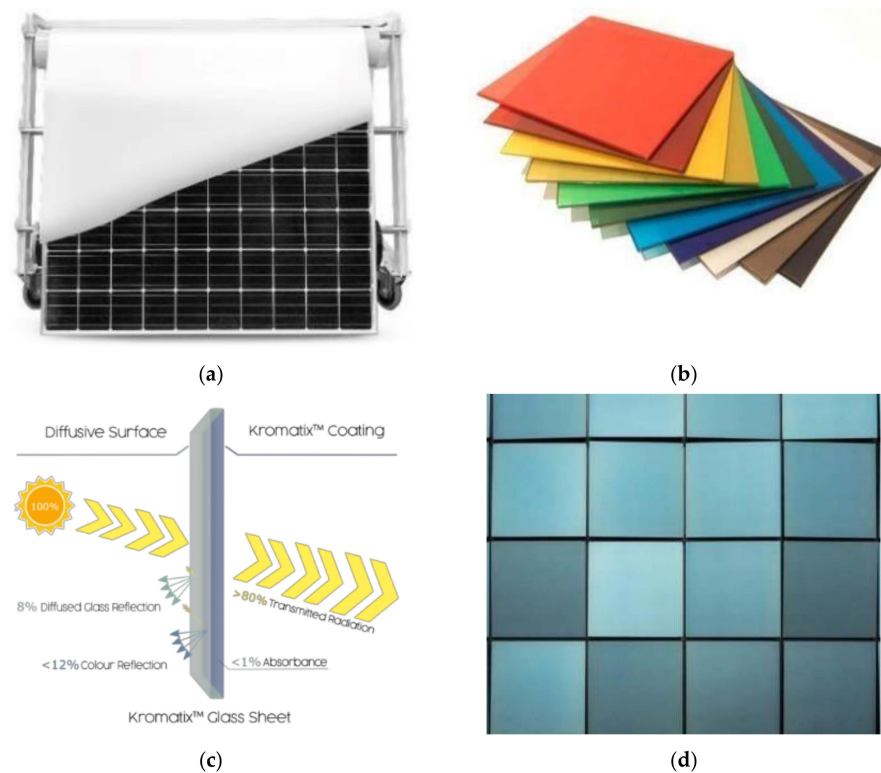 (a)
(b)
Diffusive Surface
Kromatix™ Coating
100%
8% Diffused Glass Reflection
>80% Transmitted Radiation
<12% Colour Reflection
<1% Absorbance
Kromatix™ Glass Sheet
(c)
(d)